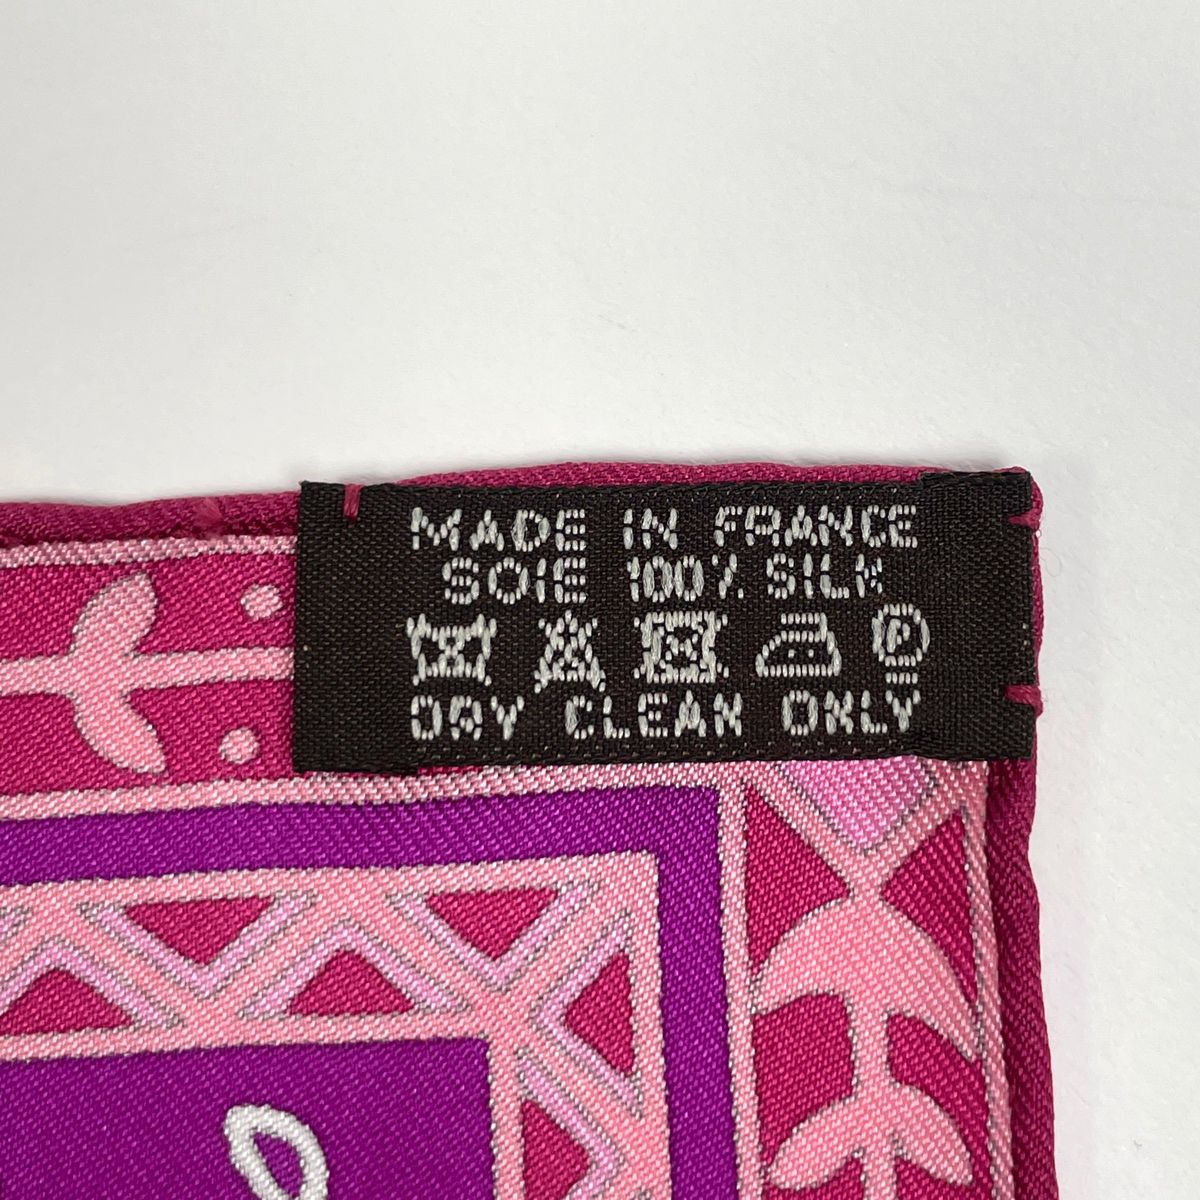 MADE IN FRANCE
SOIE 100% SILK
P
DRY CLEAN ONLY